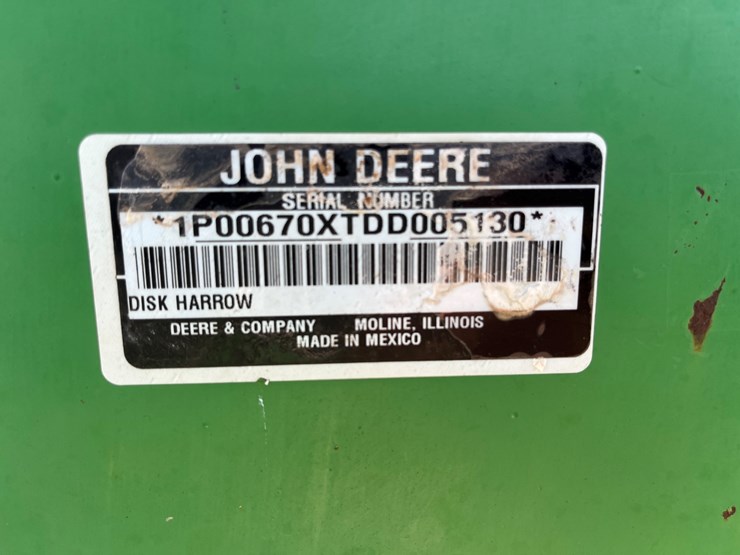 JOHN DEERE
SERIAL NUMBER
*1P00670XTDD005130*
DISK HARROW
DEERE & COMPANY MOLINE, ILLINOIS
MADE IN MEXICO